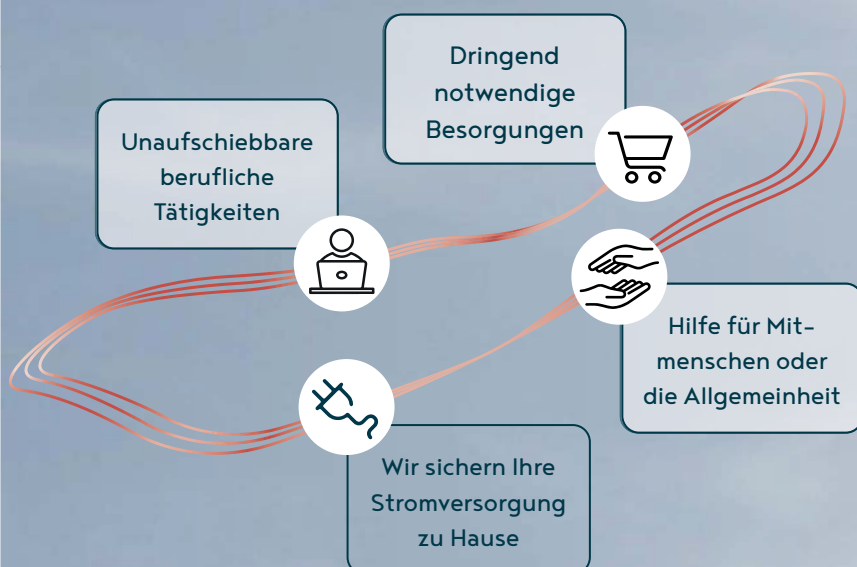 Dringend
notwendige
Besorgungen
Unaufschiebbare
berufliche
Tätigkeiten
Hilfe für Mit-
menschen oder
die Allgemeinheit
Wir sichern Ihre
Stromversorgung
zu Hause